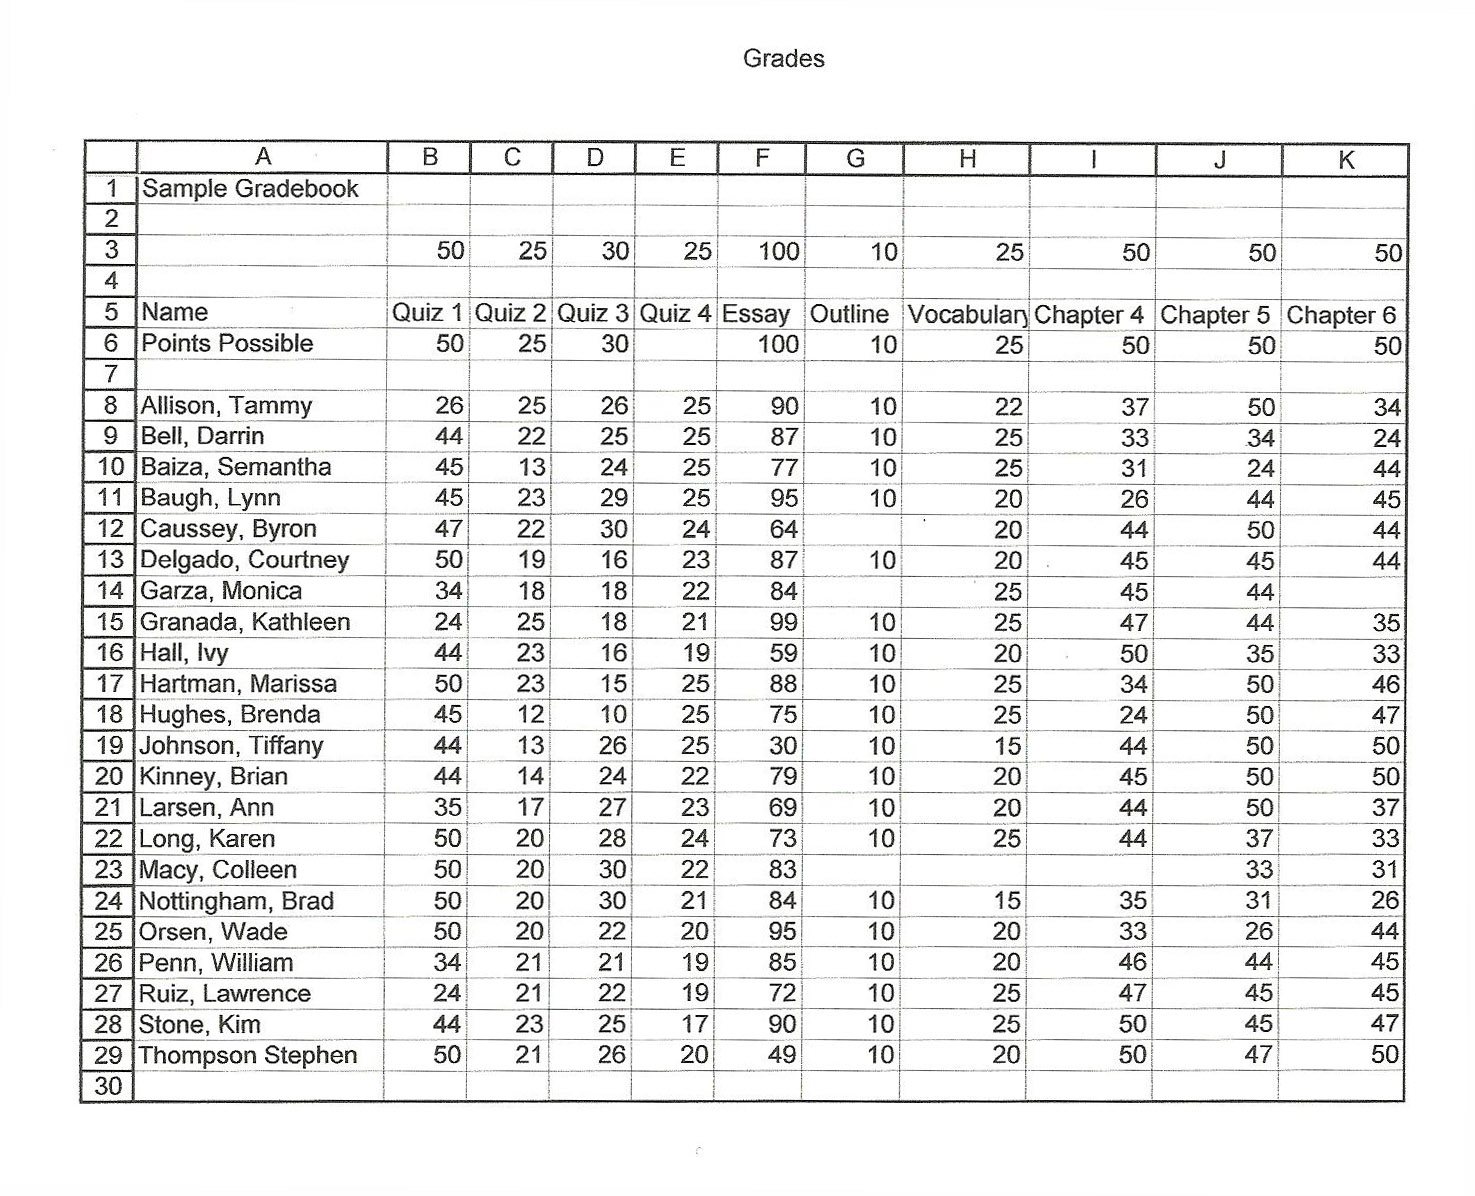 Grades
A B C D E F G H I J K
1 Sample Gradebook
2
3 50 25 30 25 100 10 25 50 50 50
4
5 Name Quiz 1 Quiz 2 Quiz 3 Quiz 4 Essay Outline Vocabulary Chapter 4 Chapter 5 Chapter 6
6 Points Possible 50 25 30 100 10 25 50 50 50
7
8 Allison, Tammy 26 25 26 25 90 10 22 37 50 34
9 Bell, Darrin 44 22 25 25 87 10 25 33 34 24
10 Baiza, Semantha 45 13 24 25 77 10 25 31 24 44
11 Baugh, Lynn 45 23 29 25 95 10 20 26 44 45
12 Caussey, Byron 47 22 30 24 64 20 44 50 44
13 Delgado, Courtney 50 19 16 23 87 10 20 45 45 44
14 Garza, Monica 34 18 18 22 84 25 45 44
15 Granada, Kathleen 24 25 18 21 99 10 25 47 44 35
16 Hall, Ivy 44 23 16 19 59 10 20 50 35 33
17 Hartman, Marissa 50 23 15 25 88 10 25 34 50 46
18 Hughes, Brenda 45 12 10 25 75 10 25 24 50 47
19 Johnson, Tiffany 44 13 26 25 30 10 15 44 50 50
20 Kinney, Brian 44 14 24 22 79 10 20 45 50 50
21 Larsen, Ann 35 17 27 23 69 10 20 44 50 37
22 Long, Karen 50 20 28 24 73 10 25 44 37 33
23 Macy, Colleen 50 20 30 22 83 33 31
24 Nottingham, Brad 50 20 30 21 84 10 15 35 31 26
25 Orsen, Wade 50 20 22 20 95 10 20 33 26 44
26 Penn, William 34 21 21 19 85 10 20 46 44 45
27 Ruiz, Lawrence 24 21 22 19 72 10 25 47 45 45
28 Stone, Kim 44 23 25 17 90 10 25 50 45 47
29 Thompson Stephen 50 21 26 20 49 10 20 50 47 50
30